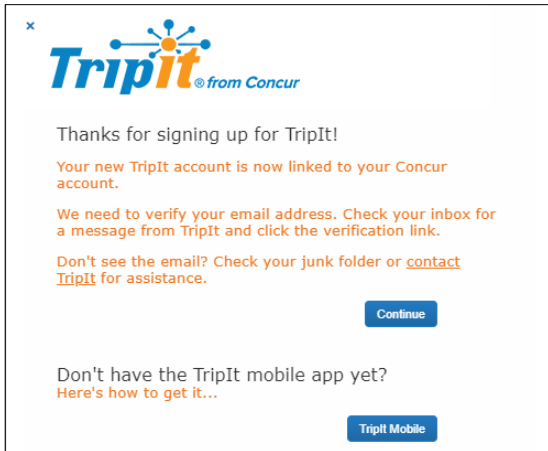 ×
TripIt® from Concur
Thanks for signing up for TripIt!
Your new TripIt account is now linked to your Concur
account.
We need to verify your email address. Check your inbox for
a message from TripIt and click the verification link.
Don't see the email? Check your junk folder or contact
TripIt for assistance.
Continue
Don't have the TripIt mobile app yet?
Here's how to get it...
TripIt Mobile